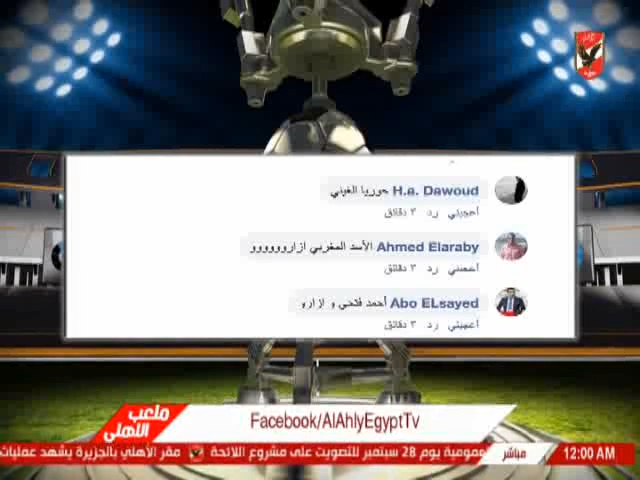 H.a. Dawoud حوريا الغيني
أعجبني رد ٣ دقائق
Ahmed Elaraby الأسد المغربي ازاروووووو
أعجبني رد ٣ دقائق
Abo ELsayed أحمد فتحي و ازارو
أعجبني رد ٣ دقائق
ملعب
الأهلي
Facebook/AlAhlyEgyptTv
12:00 AM
مباشر
عمومية يوم 28 سبتمبر للتصويت على مشروع اللائحة
مقر الأهلي بالجزيرة يشهد عمليات